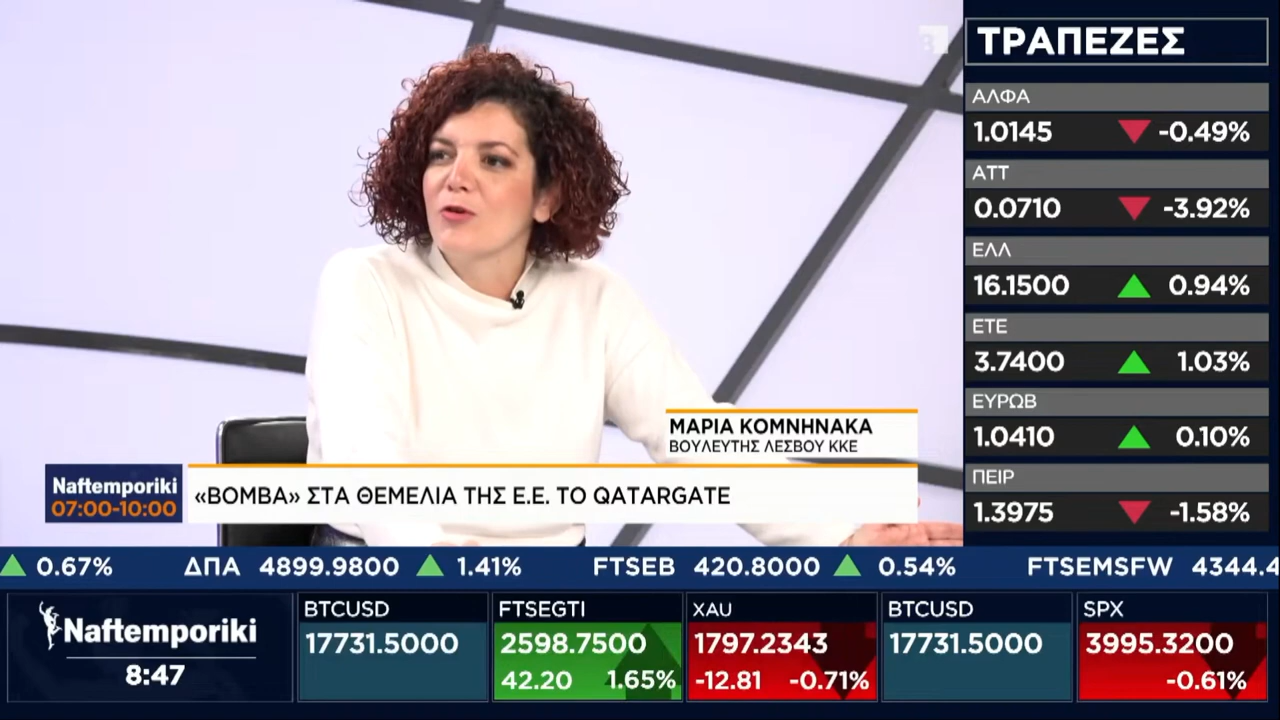 ΤΡΑΠΕΖΕΣ
ΑΛΦΑ
1.0145 -0.49%
ΑΤΤ
0.0710 -3.92%
ΕΛΛ
16.1500 0.94%
ΕΤΕ
3.7400 1.03%
ΕΥΡΩΒ
1.0410 0.10%
ΠΕΙΡ
1.3975 -1.58%
ΜΑΡΙΑ ΚΟΜΝΗΝΑΚΑ
ΒΟΥΛΕΥΤΗΣ ΛΕΣΒΟΥ ΚΚΕ
Naftemporiki
07:00-10:00
«ΒΟΜΒΑ» ΣΤΑ ΘΕΜΕΛΙΑ ΤΗΣ Ε.Ε. ΤΟ QATARGATE
0.67% ΔΠΑ 4899.9800 1.41% FTSEB 420.8000 0.54% FTSEMSFW 4344.4
Naftemporiki
8:47
BTCUSD
17731.5000
FTSEGTI
2598.7500
42.20 1.65%
XAU
1797.2343
-12.81 -0.71%
BTCUSD
17731.5000
SPX
3995.3200
-0.61%